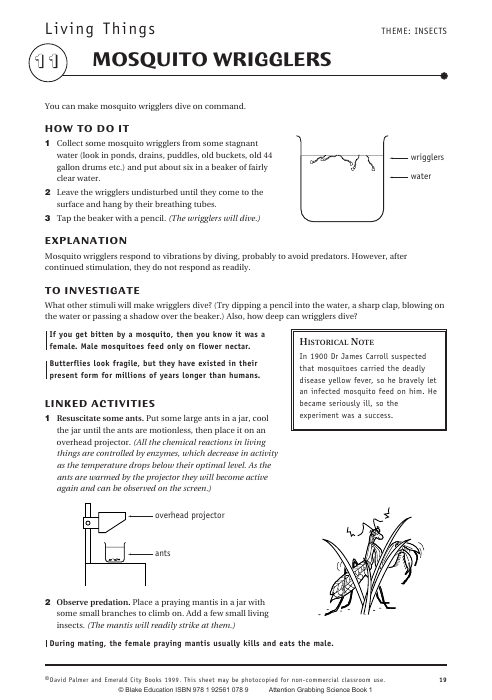 Living Things
THEME: INSECTS
11
MOSQUITO WRIGGLERS
You can make mosquito wrigglers dive on command.
HOW TO DO IT
1 Collect some mosquito wrigglers from some stagnant
water (look in ponds, drains, puddles, old buckets, old 44
gallon drums etc.) and put about six in a beaker of fairly
clear water.
2 Leave the wrigglers undisturbed until they come to the
surface and hang by their breathing tubes.
3 Tap the beaker with a pencil. (The wrigglers will dive.)
wrigglers
water
EXPLANATION
Mosquito wrigglers respond to vibrations by diving, probably to avoid predators. However, after
continued stimulation, they do not respond as readily.
TO INVESTIGATE
What other stimuli will make wrigglers dive? (Try dipping a pencil into the water, a sharp clap, blowing on
the water or passing a shadow over the beaker.) Also, how deep can wrigglers dive?
If you get bitten by a mosquito, then you know it was a
female. Male mosquitoes feed only on flower nectar.
Butterflies look fragile, but they have existed in their
present form for millions of years longer than humans.
HISTORICAL NOTE
In 1900 Dr James Carroll suspected
that mosquitoes carried the deadly
disease yellow fever, so he bravely let
an infected mosquito feed on him. He
became seriously ill, so the
experiment was a success.
LINKED ACTIVITIES
1 Resuscitate some ants. Put some large ants in a jar, cool
the jar until the ants are motionless, then place it on an
overhead projector. (All the chemical reactions in living
things are controlled by enzymes, which decrease in activity
as the temperature drops below their optimal level. As the
ants are warmed by the projector they will become active
again and can be observed on the screen.)
overhead projector
ants
2 Observe predation. Place a praying mantis in a jar with
some small branches to climb on. Add a few small living
insects. (The mantis will readily strike at them.)
During mating, the female praying mantis usually kills and eats the male.
©David Palmer and Emerald City Books 1999. This sheet may be photocopied for non-commercial classroom use.
19
© Blake Education ISBN 978 1 92561 078 9 Attention Grabbing Science Book 1